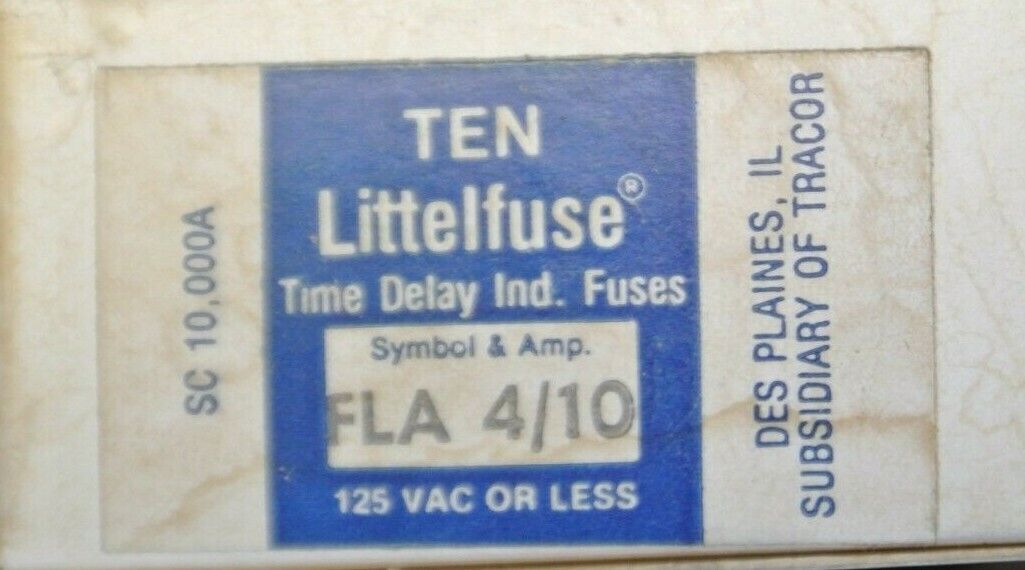 SC 10,000A
TEN
Littelfuse®
Time Delay Ind. Fuses
Symbol & Amp.
FLA 4/10
125 VAC OR LESS
DES PLAINES, IL
SUBSIDIARY OF TRACOR